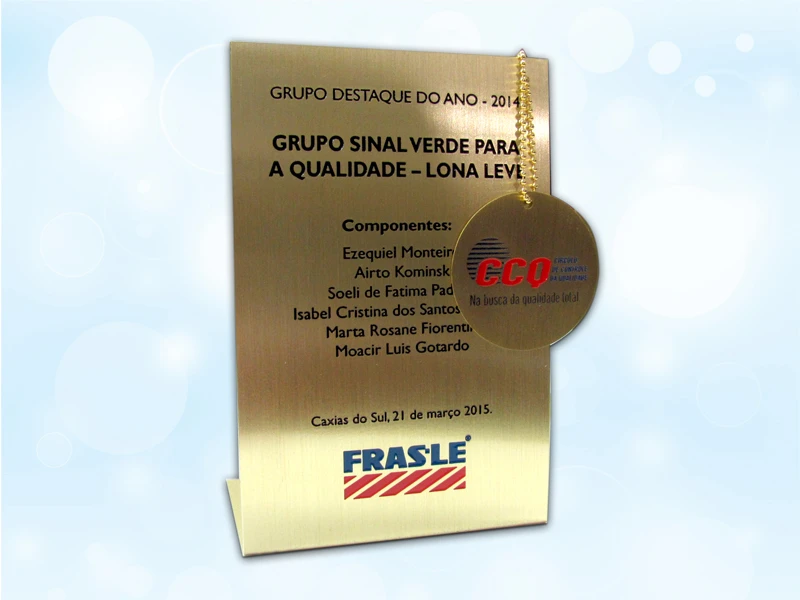 GRUPO DESTAQUE DO ANO - 2014
GRUPO SINAL VERDE PARA
A QUALIDADE – LONA LEVE
Componentes:
Ezequiel Monteir
Airto Kominsk
Soeli de Fatima Pad
Isabel Cristina dos Santos
Marta Rosane Fiorenti
Moacir Luis Gotardo
Caxias do Sul, 21 de março 2015.
FRAS-LE®
CCQ
Na busca da qualidade total